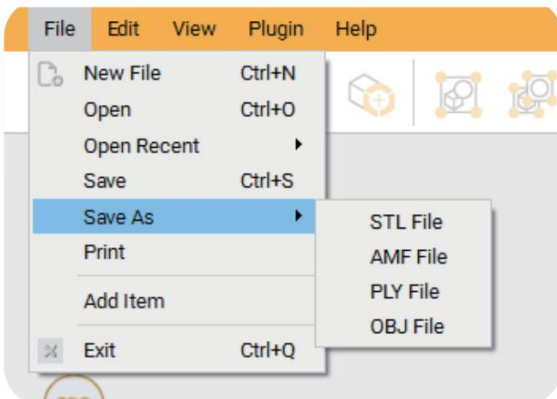 File Edit View Plugin Help
New File Ctrl+N
Open Ctrl+O
Open Recent
Save Ctrl+S
Save As
STL File
Print
AMF File
PLY File
Add Item
OBJ File
Exit Ctrl+Q